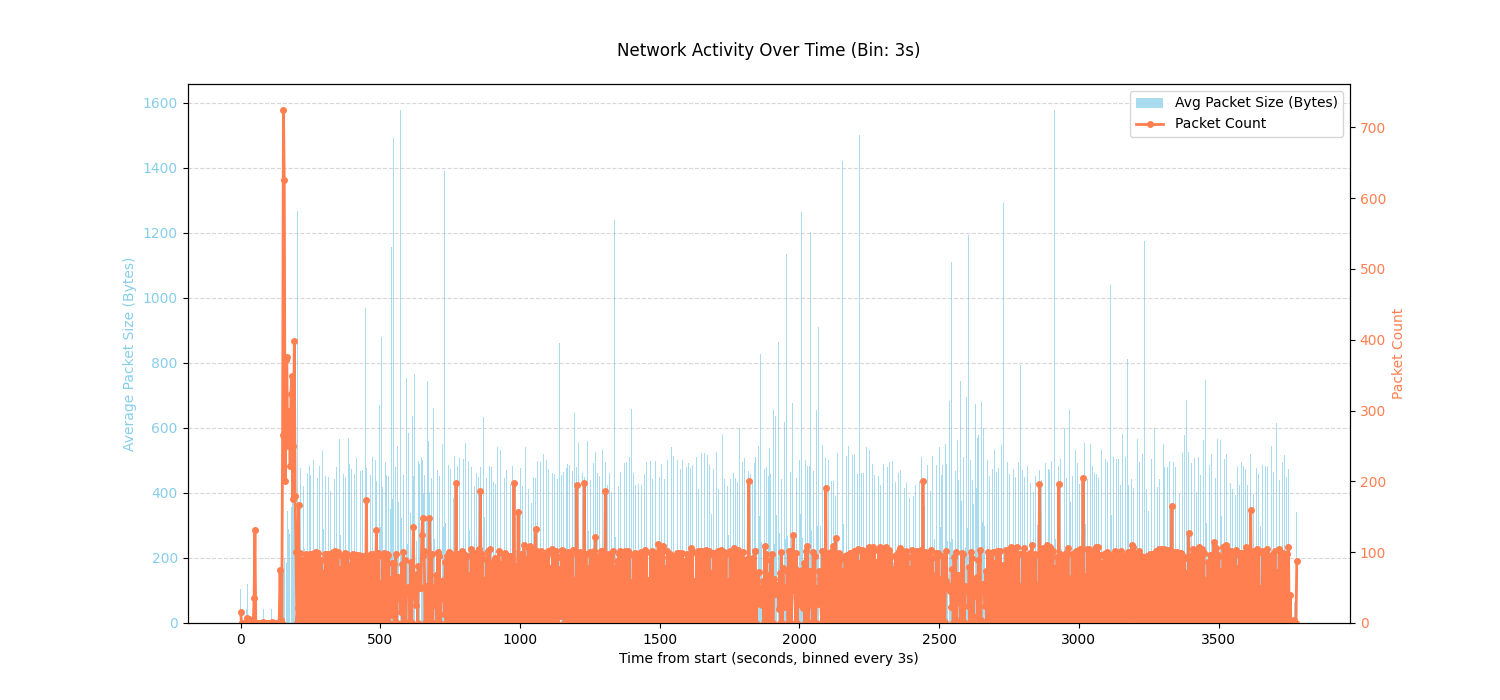 Network Activity Over Time (Bin: 3s)
Avg Packet Size (Bytes)
Packet Count
1600
1400
1200
1000
800
600
400
200
0
Average Packet Size (Bytes)
700
600
500
400
300
200
100
0
Packet Count
0 500 1000 1500 2000 2500 3000 3500
Time from start (seconds, binned every 3s)